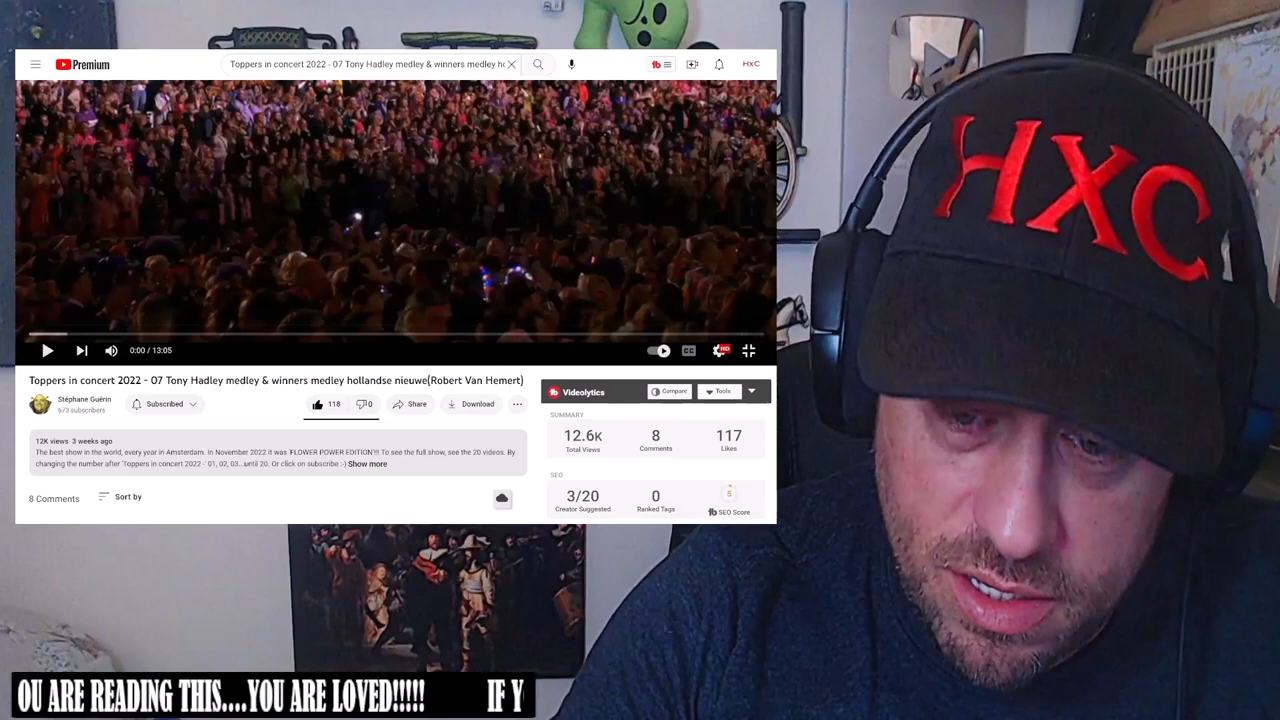 Premium
Toppers in concert 2022 - 07 Tony Hadley medley & winners medley ho
HxC
0:00 / 13:05
CC
HD
Toppers in concert 2022 - 07 Tony Hadley medley & winners medley hollandse nieuwe(Robert Van Hemert)
Stéphane Guérin
673 subscribers
Subscribed
118
0
Share
Download
12K views 3 weeks ago
The best show in the world, every year in Amsterdam. In November 2022 it was 'FLOWER POWER EDITION'!!! To see the full show, see the 20 videos. By
changing the number after 'Toppers in concert 2022 -' 01, 02, 03...until 20. Or click on subscribe :-) Show more
8 Comments
Sort by
Videolytics
Compare
Tools
SUMMARY
12.6K
Total Views
8
Comments
117
Likes
SEO
3/20
Creator Suggested
0
Ranked Tags
5
SEO Score
HXC
OU ARE READING THIS....YOU ARE LOVED!!!!! IF Y